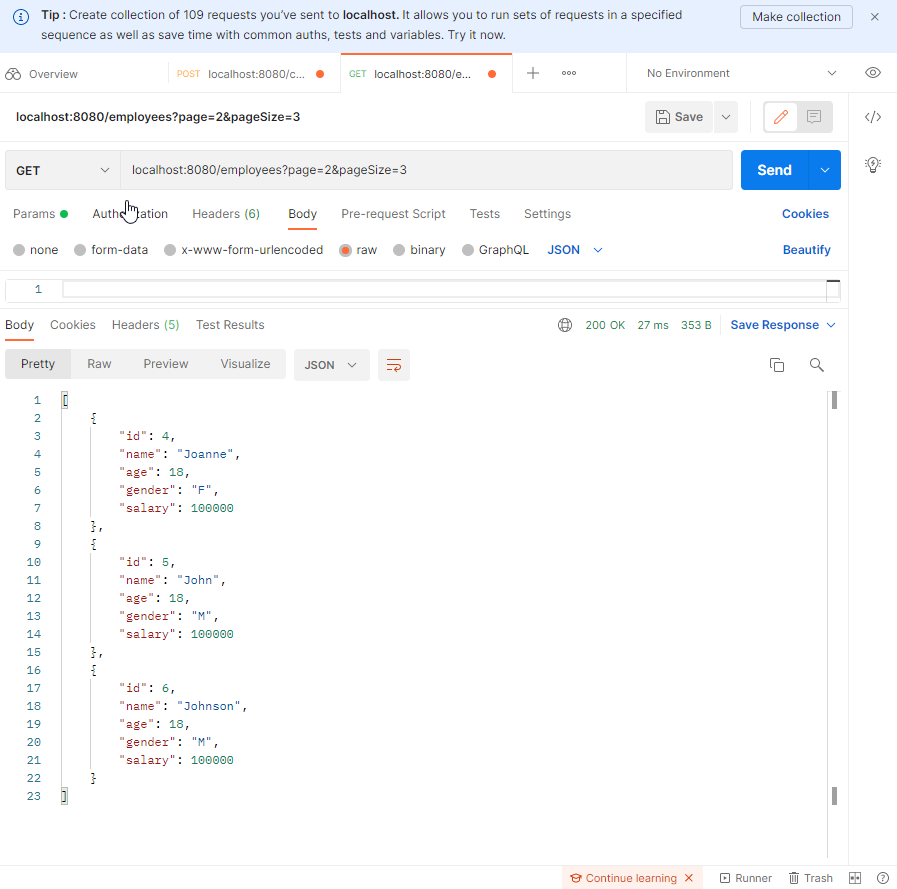 Tip : Create collection of 109 requests you've sent to localhost. It allows you to run sets of requests in a specified
sequence as well as save time with common auths, tests and variables. Try it now.
Make collection
Overview
POST localhost:8080/c...
GET localhost:8080/e...
No Environment
localhost:8080/employees?page=2&pageSize=3
Save
GET
localhost:8080/employees?page=2&pageSize=3
Send
Params Authorization Headers (6) Body Pre-request Script Tests Settings Cookies
none form-data x-www-form-urlencoded raw binary GraphQL JSON Beautify
1
Body Cookies Headers (5) Test Results 200 OK 27 ms 353 B Save Response
Pretty Raw Preview Visualize JSON
1 [
2 {
3 "id": 4,
4 "name": "Joanne",
5 "age": 18,
6 "gender": "F",
7 "salary": 100000
8 },
9 {
10 "id": 5,
11 "name": "John",
12 "age": 18,
13 "gender": "M",
14 "salary": 100000
15 },
16 {
17 "id": 6,
18 "name": "Johnson",
19 "age": 18,
20 "gender": "M",
21 "salary": 100000
22 }
23 ]
Continue learning Runner Trash